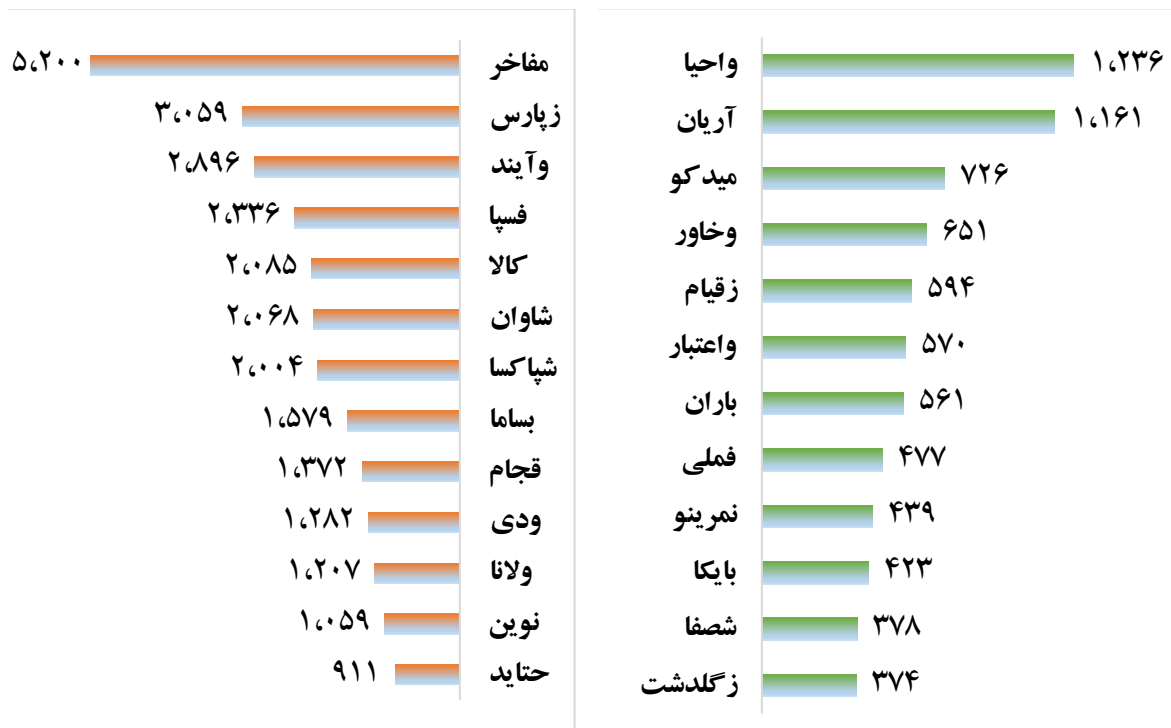 واحیا ۱،۲۳۶
آریان ۱،۱۶۱
میدکو ۷۲۶
وخاور ۶۵۱
زقیام ۵۹۴
واعتبار ۵۷۰
باران ۵۶۱
فملی ۴۷۷
نمرینو ۴۳۹
بایکا ۴۲۳
شصفا ۳۷۸
زگلدشت ۳۷۴
مفاخر ۵،۲۰۰
زپارس ۳،۰۵۹
وآیند ۲،۸۹۶
فسپا ۲،۳۳۶
کالا ۲،۰۸۵
شاوان ۲،۰۶۸
شپاکسا ۲،۰۰۴
بساما ۱،۵۷۹
قجام ۱،۳۷۲
ودی ۱،۲۸۲
ولانا ۱،۲۰۷
نوین ۱،۰۵۹
حتاید ۹۱۱